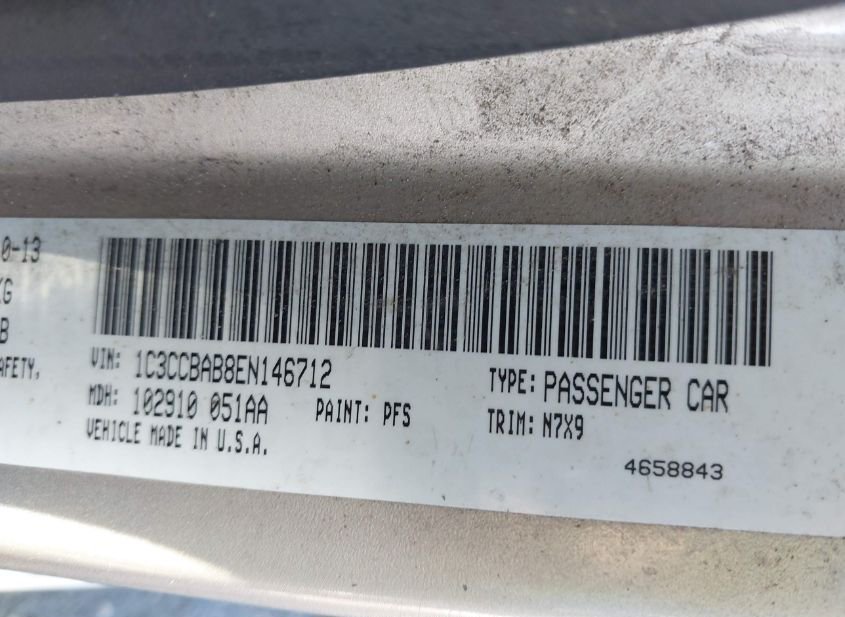 0-13
KG
B
AFETY,
VIN: 1C3CCBAB8EN146712
TYPE: PASSENGER CAR
MDH: 102910 051AA
PAINT: PFS
TRIM: N7X9
VEHICLE MADE IN U.S.A.
4658843